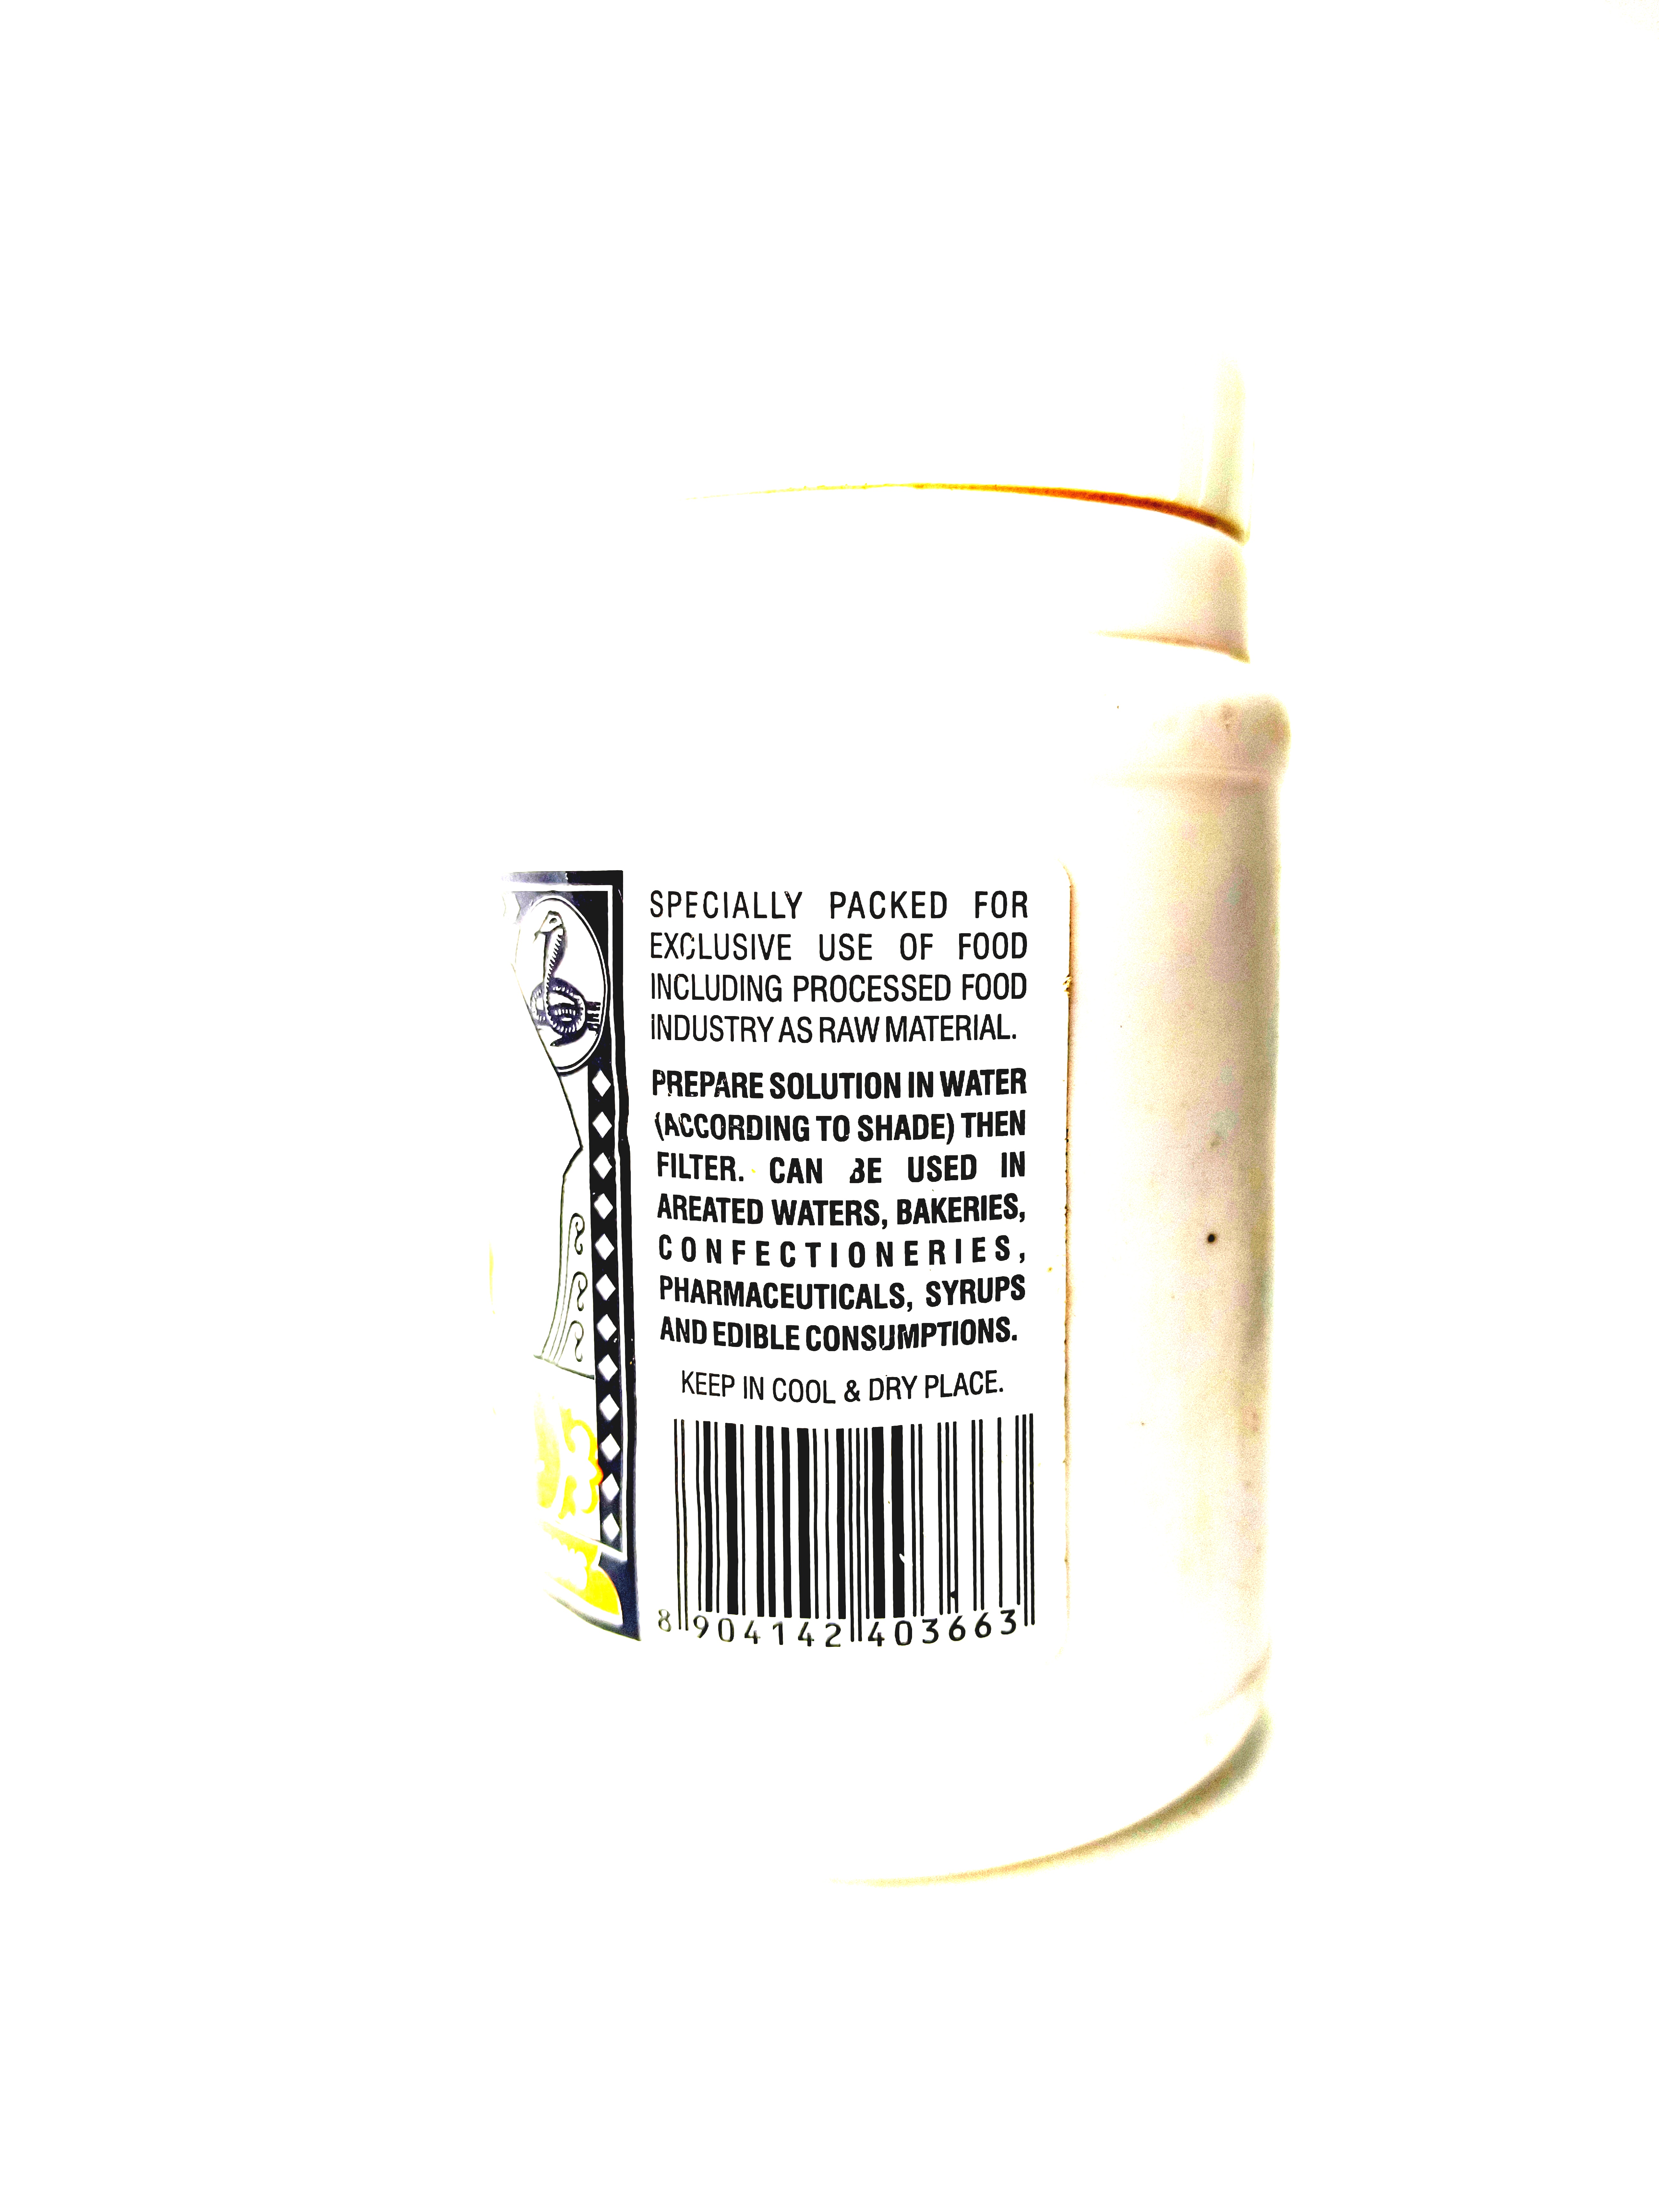 SPECIALLY PACKED FOR
EXCLUSIVE USE OF FOOD
INCLUDING PROCESSED FOOD
INDUSTRY AS RAW MATERIAL.
PREPARE SOLUTION IN WATER
(ACCORDING TO SHADE) THEN
FILTER. CAN BE USED IN
AREATED WATERS, BAKERIES,
CONFECTIONERIES,
PHARMACEUTICALS, SYRUPS
AND EDIBLE CONSUMPTIONS.
KEEP IN COOL & DRY PLACE.
8 904142 403663